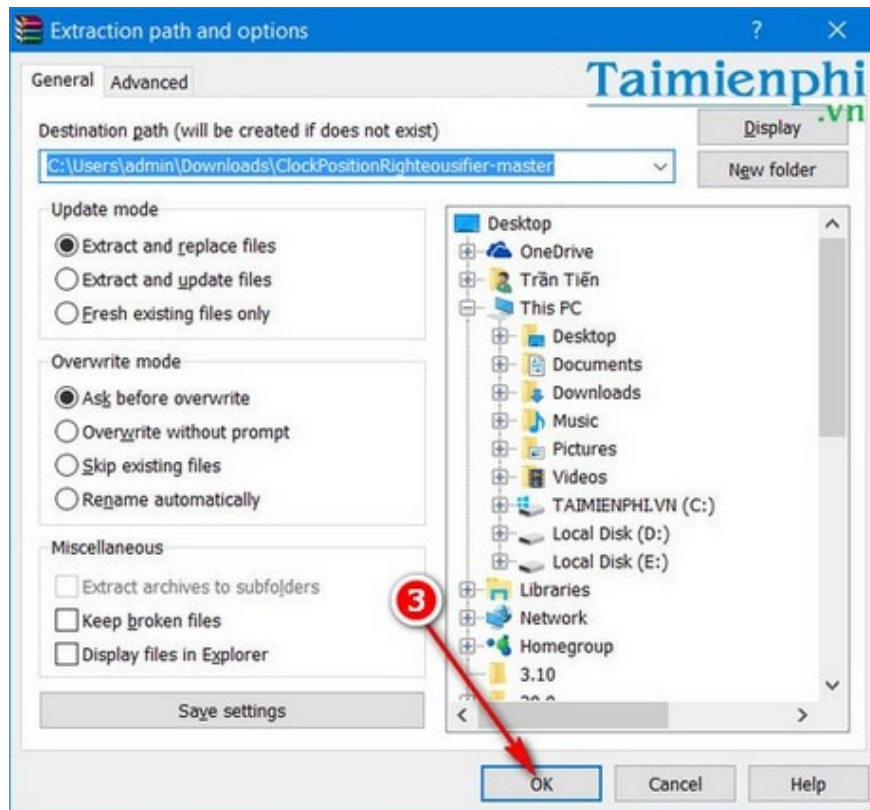 Extraction path and options
General Advanced
Taimienphi
.vn
Destination path (will be created if does not exist)
Display
C:\Users\admin\Downloads\ClockPositionRighteousifier-master
New folder
Update mode
Extract and replace files
Extract and update files
Fresh existing files only
Overwrite mode
Ask before overwrite
Overwrite without prompt
Skip existing files
Rename automatically
Miscellaneous
Extract archives to subfolders
Keep broken files
Display files in Explorer
Save settings
Desktop
OneDrive
Trần Tiến
This PC
Desktop
Documents
Downloads
Music
Pictures
Videos
TAIMIENPHI.VN (C:)
Local Disk (D:)
Local Disk (E:)
Libraries
Network
Homegroup
3.10
3
OK Cancel Help